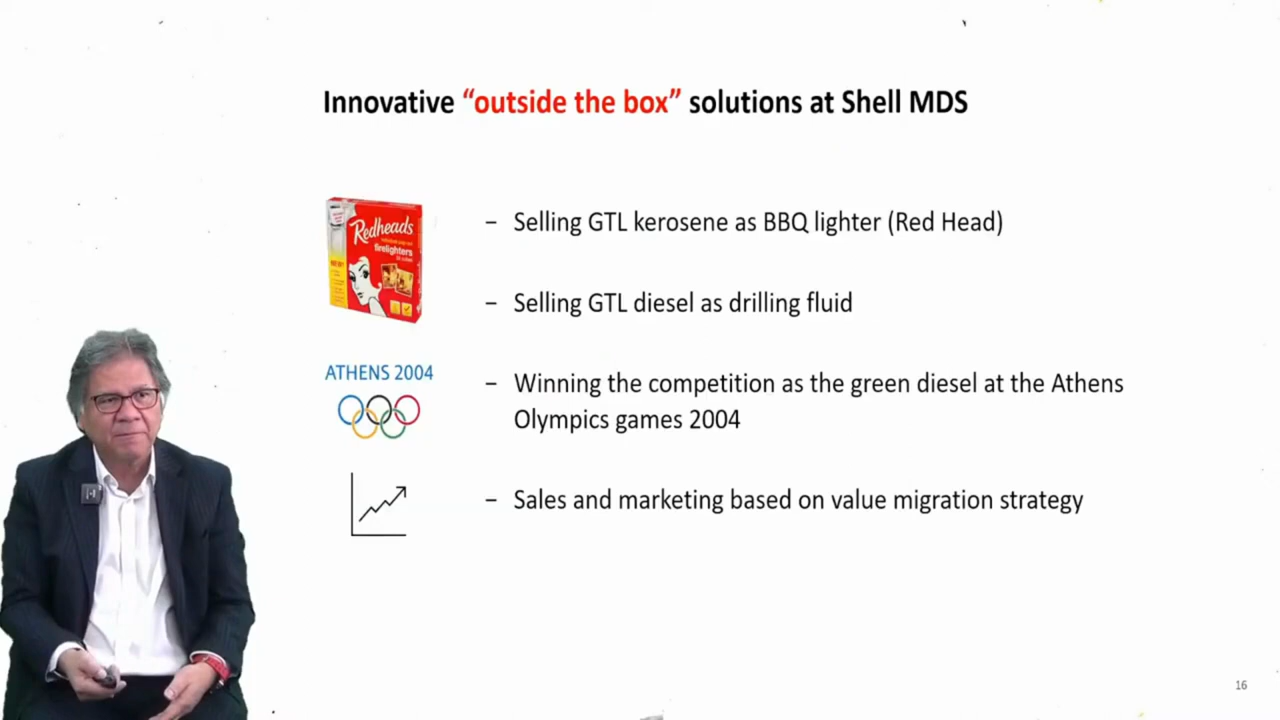 Innovative “outside the box” solutions at Shell MDS
Redheads
firelighters
– Selling GTL kerosene as BBQ lighter (Red Head)
– Selling GTL diesel as drilling fluid
ATHENS 2004
– Winning the competition as the green diesel at the Athens
Olympics games 2004
– Sales and marketing based on value migration strategy
16